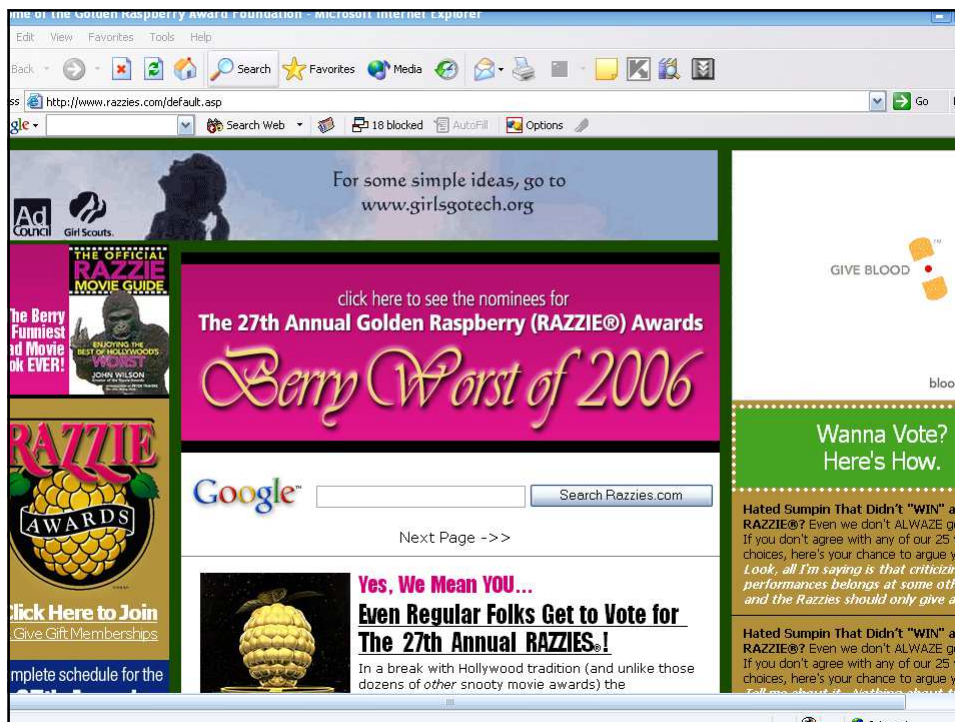 me of the Golden Raspberry Award Foundation - Microsoft Internet Explorer
Edit View Favorites Tools Help
Back Search Favorites Media
ss http://www.razzies.com/default.asp Go
gle Search Web 18 blocked AutoFill Options
For some simple ideas, go to
www.girlsgotech.org
Ad
Council Girl Scouts.
THE OFFICIAL
RAZZIE
MOVIE GUIDE
he Berry
Funniest
ad Movie
ok EVER!
ENJOYING THE
BEST OF HOLLYWOOD'S
WORST
JOHN WILSON
click here to see the nominees for
The 27th Annual Golden Raspberry (RAZZIE®) Awards
Berry Worst of 2006
GIVE BLOOD
bloo
RAZZIE
AWARDS
lick Here to Join
Give Gift Memberships
mplete schedule for the
Google™ Search Razzies.com
Next Page ->>
Yes, We Mean YOU...
Even Regular Folks Get to Vote for
The 27th Annual RAZZIES®!
In a break with Hollywood tradition (and unlike those
dozens of other snooty movie awards) the
Wanna Vote?
Here's How.
Hated Sumpin That Didn't "WIN" a
RAZZIE®? Even we don't ALWAZE g
If you don't agree with any of our 25
choices, here's your chance to argue y
Look, all I'm saying is that criticizin
performances belongs at some oth
and the Razzies should only give a
Hated Sumpin That Didn't "WIN" a
RAZZIE®? Even we don't ALWAZE g
If you don't agree with any of our 25
choices, here's your chance to argue y